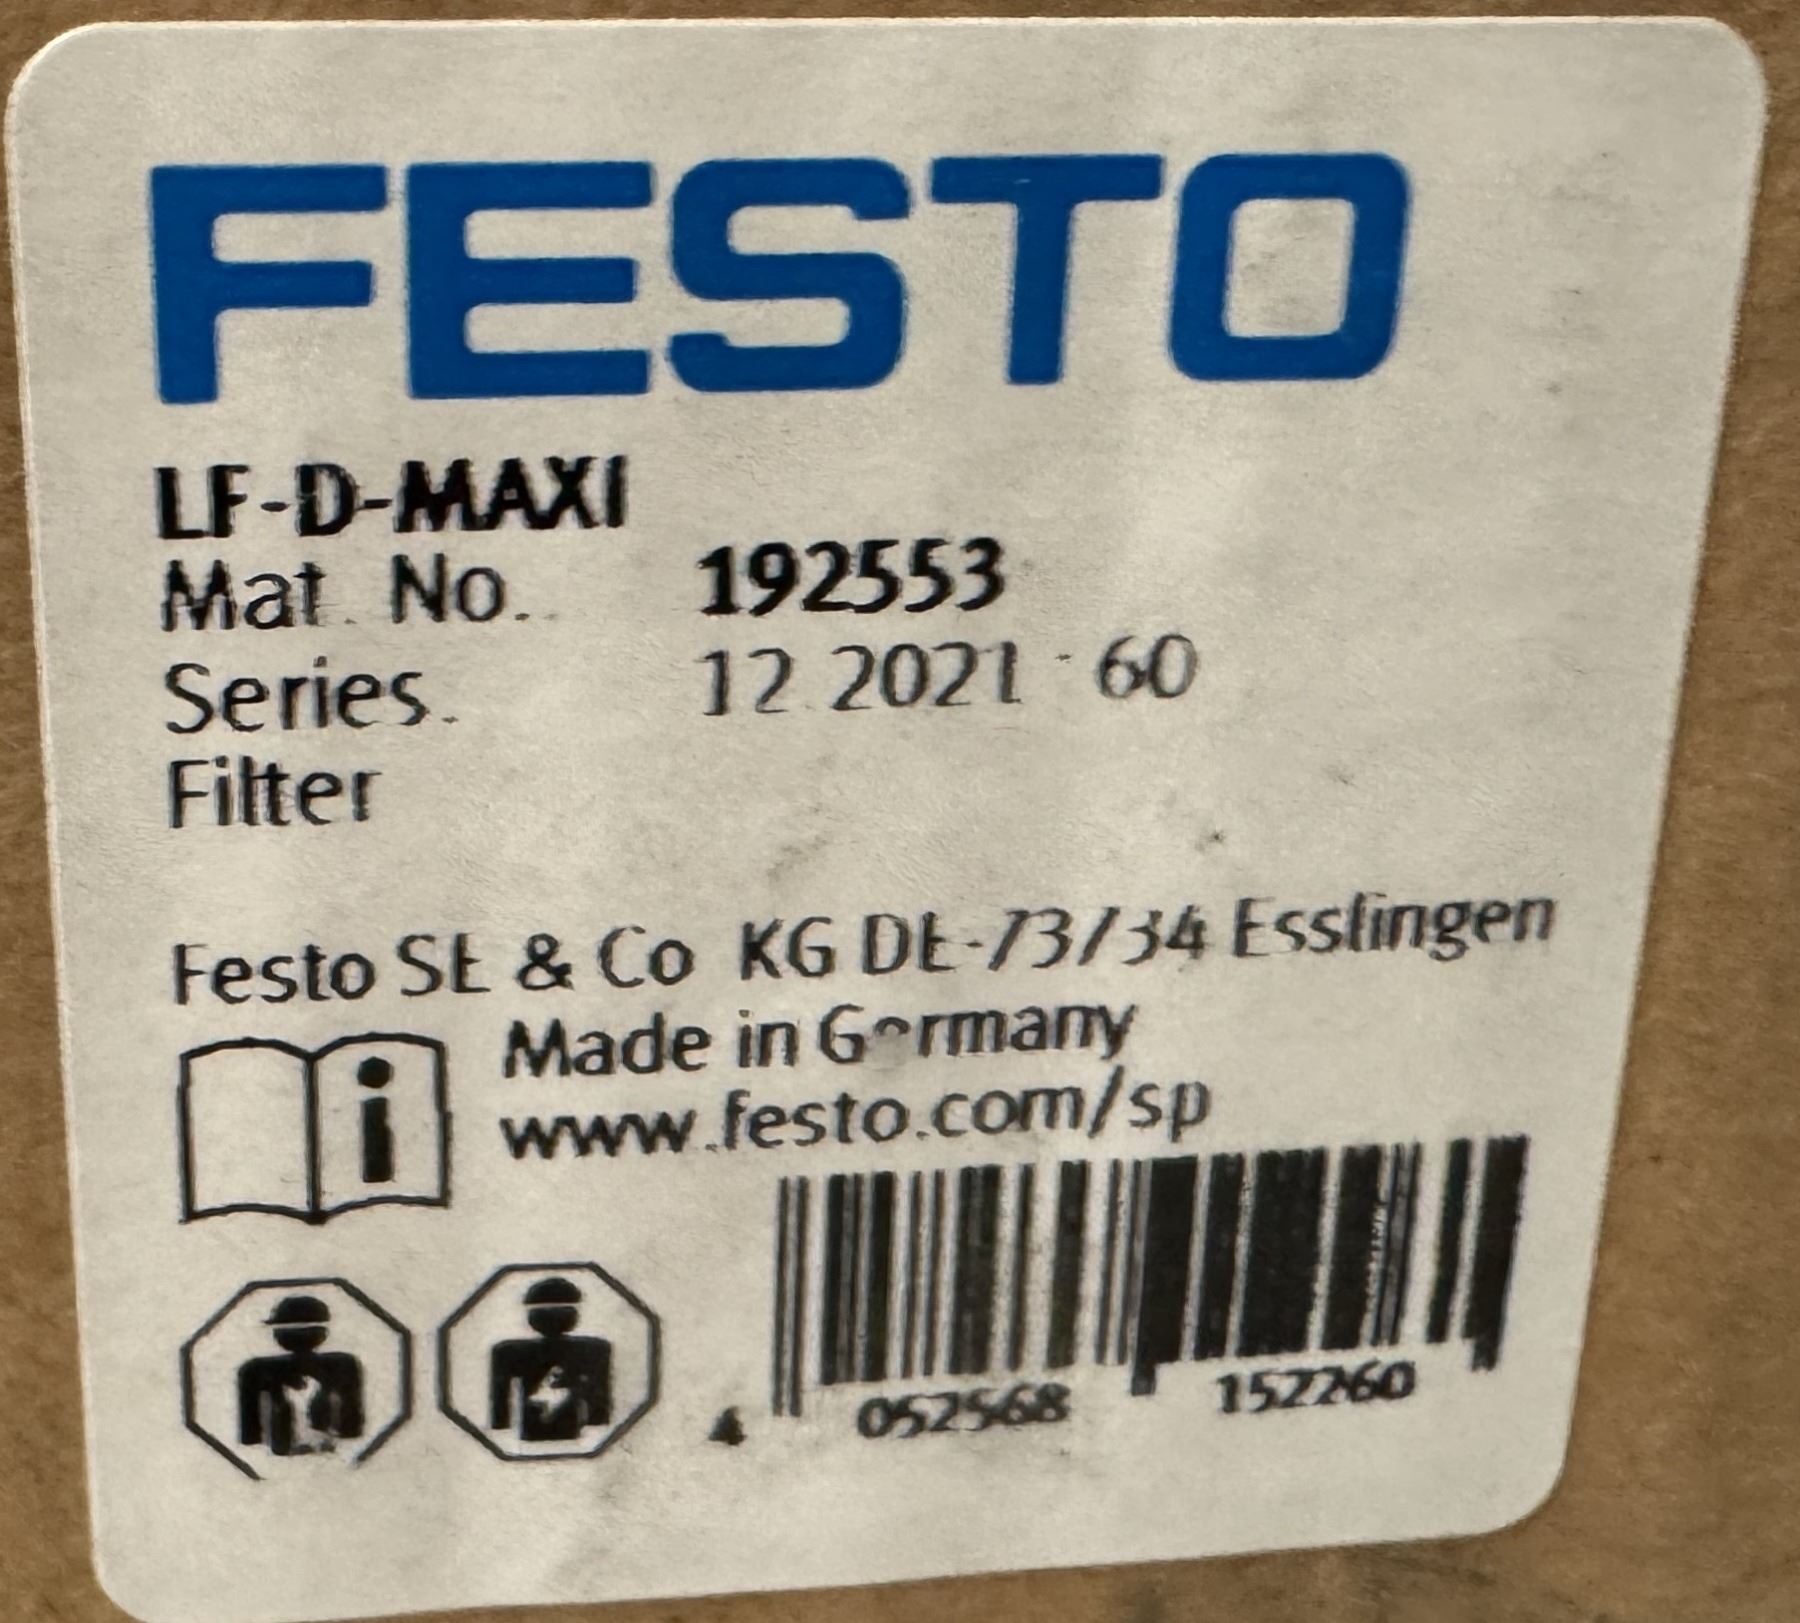 FESTO
LF-D-MAXI
Mat. No. 192553
Series. 12.2021 - 60
Filter
Festo SE & Co KG DE-73734 Esslingen
Made in Germany
www.festo.com/sp
4 052568 152260